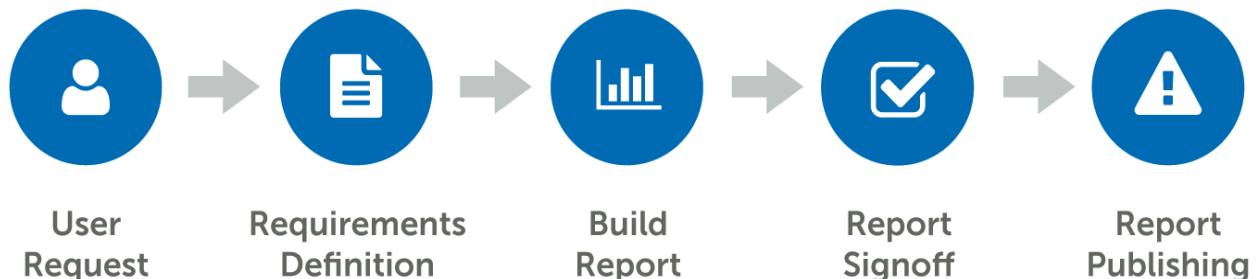 User
Request
Requirements
Definition
Build
Report
Report
Signoff
Report
Publishing